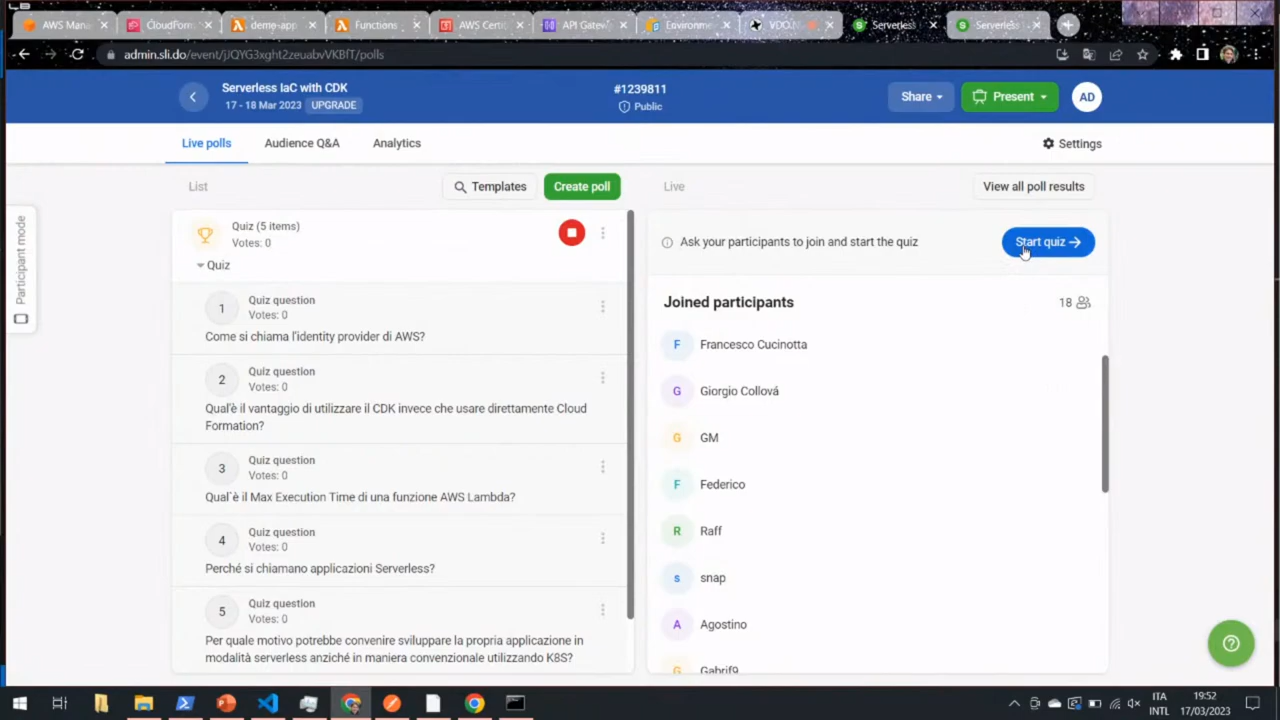 AWS Mana
CloudForm
demo-app
Functions
AWS Certi
API Gatew
Environme
VDO.N
Serverless
Serverless
admin.sli.do/event/jJQYG3xght2zeuabvVKBfT/polls
Serverless IaC with CDK
17 - 18 Mar 2023 UPGRADE
#1239811
Public
Share
Present
AD
Live polls
Audience Q&A
Analytics
Settings
List
Templates
Create poll
Live
View all poll results
Participant mode
Quiz (5 items)
Votes: 0
Quiz
Ask your participants to join and start the quiz
Start quiz
1
Quiz question
Votes: 0
Come si chiama l'identity provider di AWS?
2
Quiz question
Votes: 0
Qual'è il vantaggio di utilizzare il CDK invece che usare direttamente Cloud
Formation?
3
Quiz question
Votes: 0
Qual`è il Max Execution Time di una funzione AWS Lambda?
4
Quiz question
Votes: 0
Perché si chiamano applicazioni Serverless?
5
Quiz question
Votes: 0
Per quale motivo potrebbe convenire sviluppare la propria applicazione in
modalità serverless anziché in maniera convenzionale utilizzando K8S?
Joined participants
18
F Francesco Cucinotta
G Giorgio Collová
G GM
F Federico
R Raff
s snap
A Agostino
G Gabrif9
ITA
INTL
19:52
17/03/2023